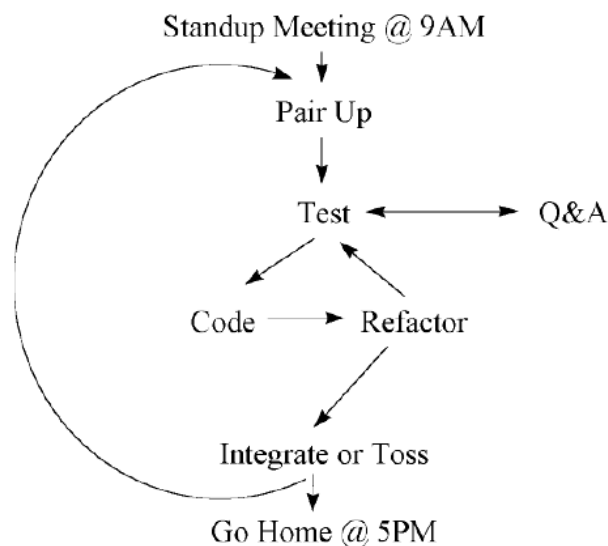 Standup Meeting @ 9AM
Pair Up
Test
Q&A
Code
Refactor
Integrate or Toss
Go Home @ 5PM